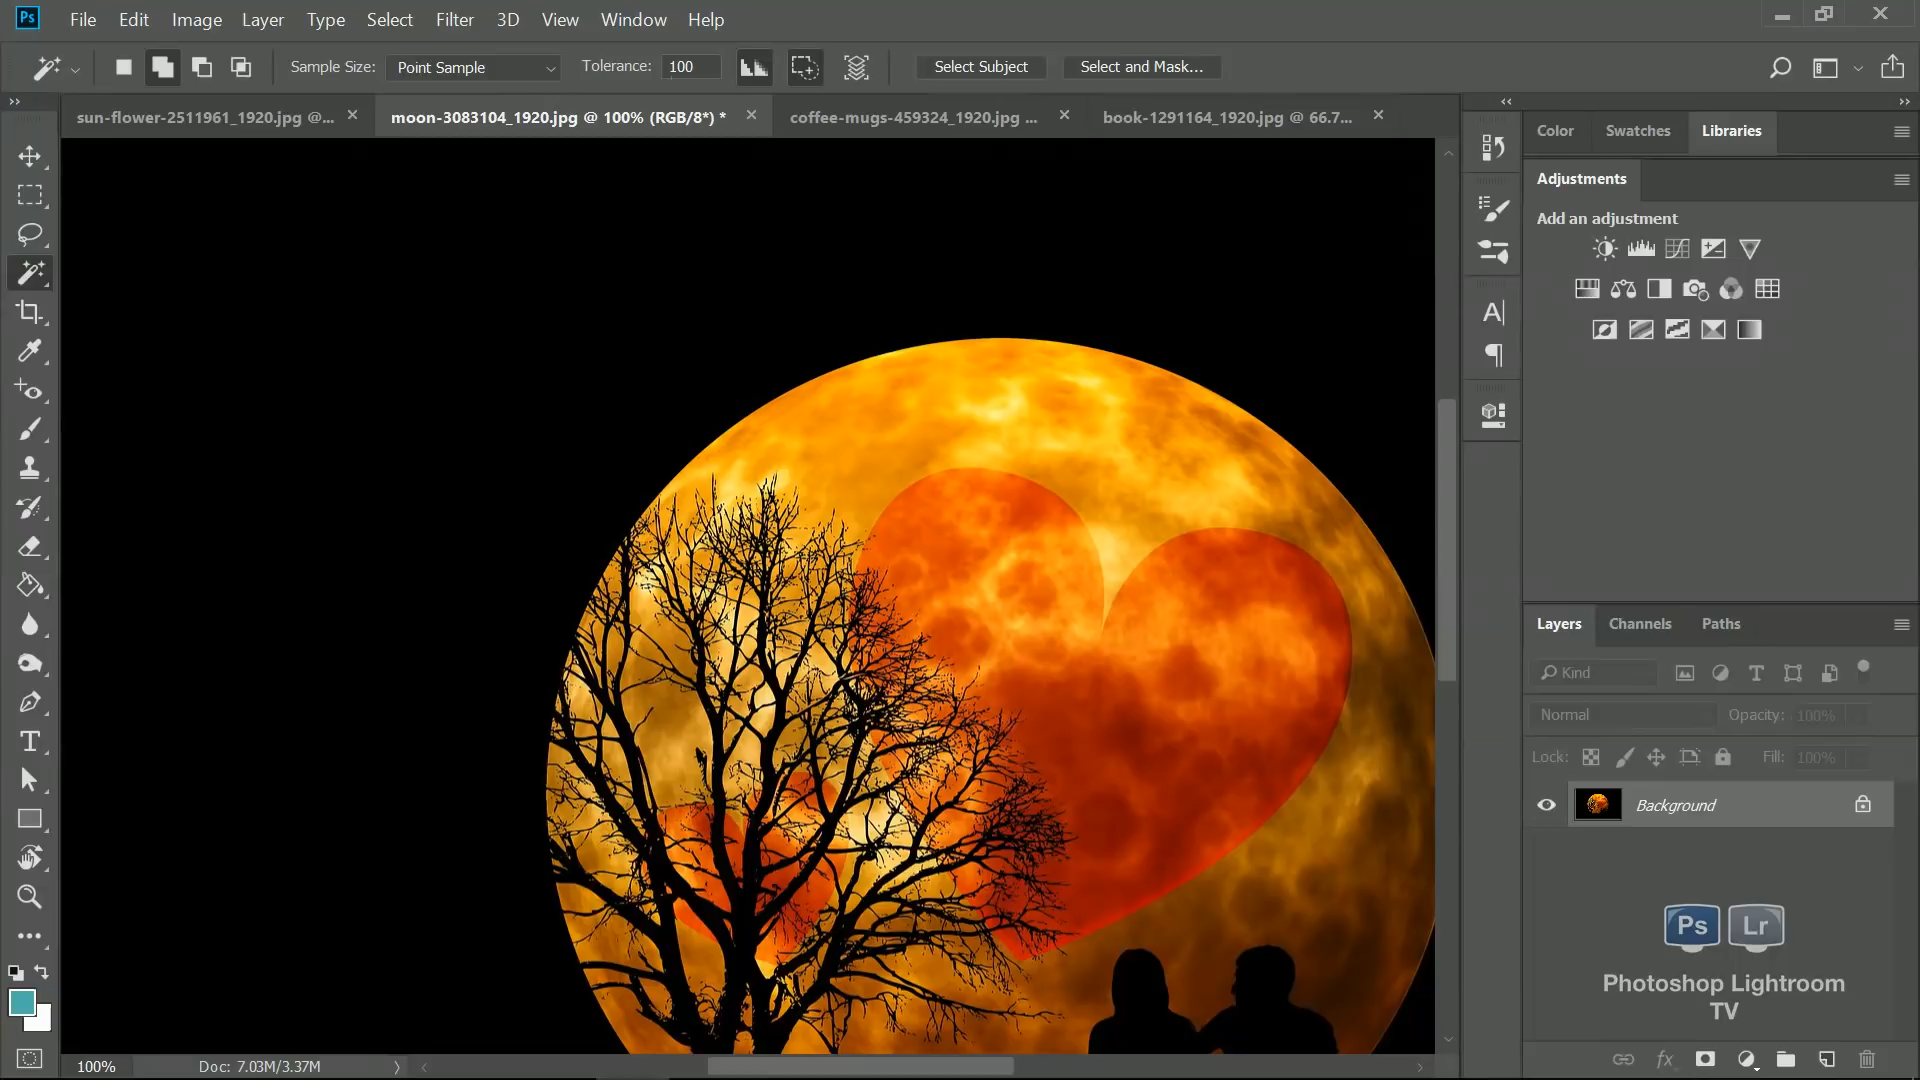 Ps File Edit Image Layer Type Select Filter 3D View Window Help
Sample Size: Point Sample Tolerance: 100 Select Subject Select and Mask...
sun-flower-2511961_1920.jpg @... moon-3083104_1920.jpg @ 100% (RGB/8*) * coffee-mugs-459324_1920.jpg ... book-1291164_1920.jpg @ 66.7...
Color Swatches Libraries
Adjustments
Add an adjustment
Layers Channels Paths
Kind
Normal Opacity: 100%
Lock: Fill: 100%
Background
Ps Lr
Photoshop Lightroom
TV
100% Doc: 7.03M/3.37M
fx